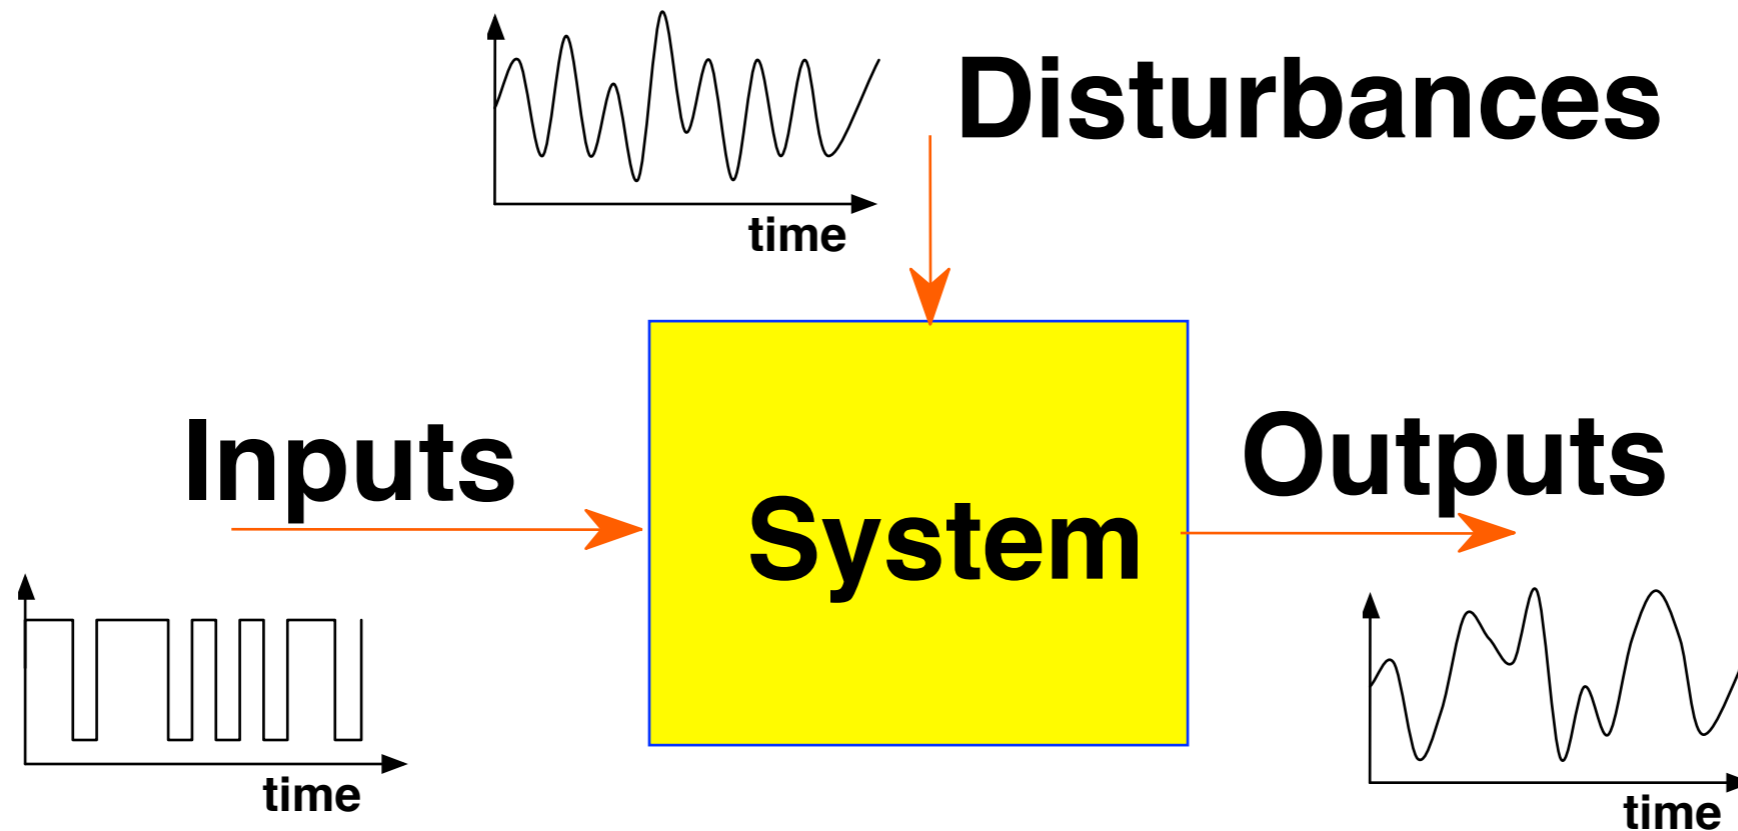 Disturbances
time
Inputs
Outputs
System
time
time